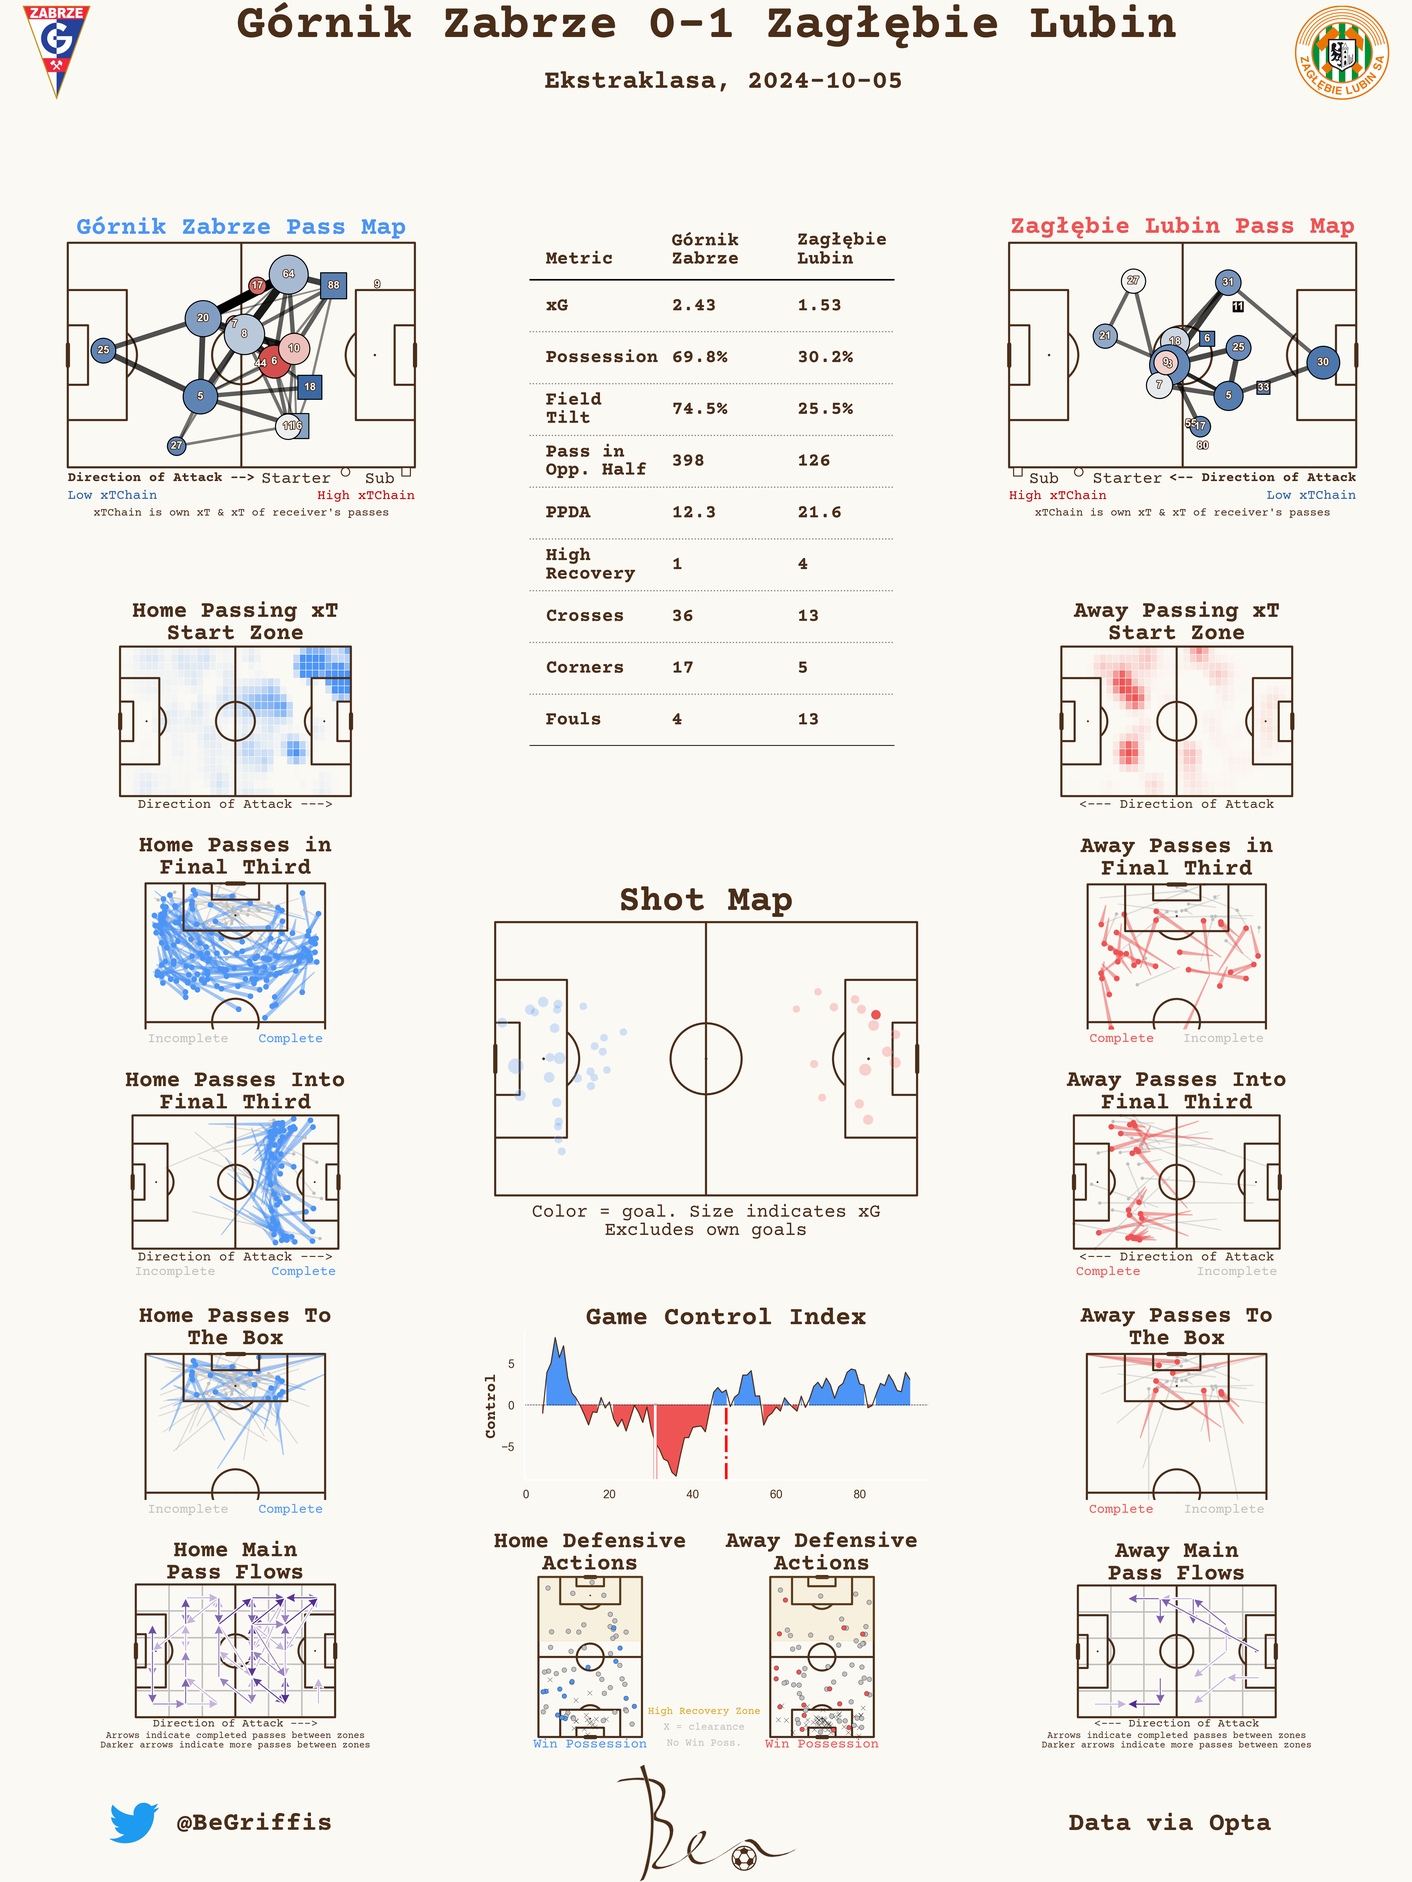 Górnik Zabrze 0-1 Zagłębie Lubin
Ekstraklasa, 2024-10-05
ZABRZE
G
ZAGŁĘBIE LUBIN SA
Górnik Zabrze Pass Map
17
64
88
9
20
7
8
10
25
44
6
18
5
11
16
27
Direction of Attack --> Starter Sub
Low xTChain High xTChain
xTChain is own xT & xT of receiver's passes
Metric Górnik Zabrze Zagłębie Lubin
xG 2.43 1.53
Possession 69.8% 30.2%
Field Tilt 74.5% 25.5%
Pass in Opp. Half 398 126
PPDA 12.3 21.6
High Recovery 1 4
Crosses 36 13
Corners 17 5
Fouls 4 13
Zagłębie Lubin Pass Map
27
31
11
21
18
6
25
9
3
30
7
5
33
55
17
80
Sub Starter <-- Direction of Attack
High xTChain Low xTChain
xTChain is own xT & xT of receiver's passes
Home Passing xT
Start Zone
Direction of Attack --->
Away Passing xT
Start Zone
<--- Direction of Attack
Home Passes in
Final Third
Incomplete Complete
Away Passes in
Final Third
Complete Incomplete
Shot Map
Color = goal. Size indicates xG
Excludes own goals
Home Passes Into
Final Third
Direction of Attack --->
Incomplete Complete
Away Passes Into
Final Third
<--- Direction of Attack
Complete Incomplete
Home Passes To
The Box
Incomplete Complete
Game Control Index
Control
5
0
−5
0 20 40 60 80
Away Passes To
The Box
Complete Incomplete
Home Main
Pass Flows
Direction of Attack --->
Arrows indicate completed passes between zones
Darker arrows indicate more passes between zones
Home Defensive
Actions
Win Possession
Away Defensive
Actions
Win Possession
High Recovery Zone
X = clearance
No Win Poss.
Away Main
Pass Flows
<--- Direction of Attack
Arrows indicate completed passes between zones
Darker arrows indicate more passes between zones
@BeGriffis
Ben
Data via Opta